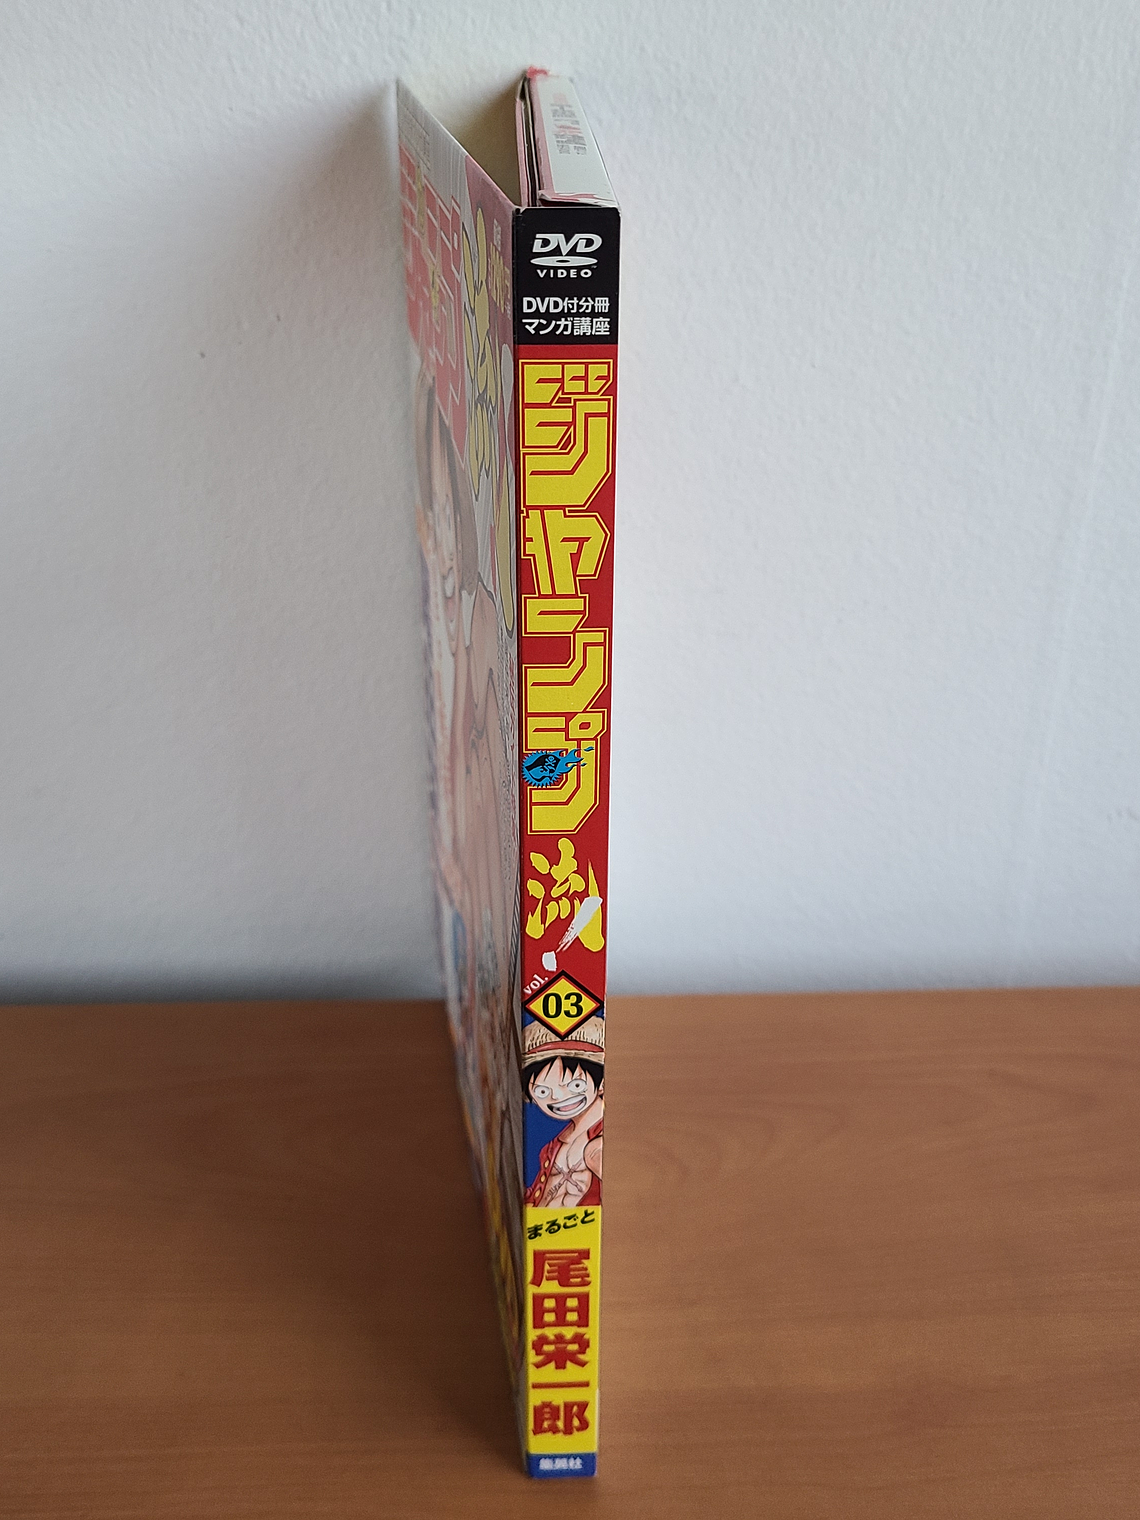 DVD
VIDEO™
DVD付分冊
マンガ講座
ジャンプ
流!
vol.
03
まるごと
尾田栄一郎
集英社